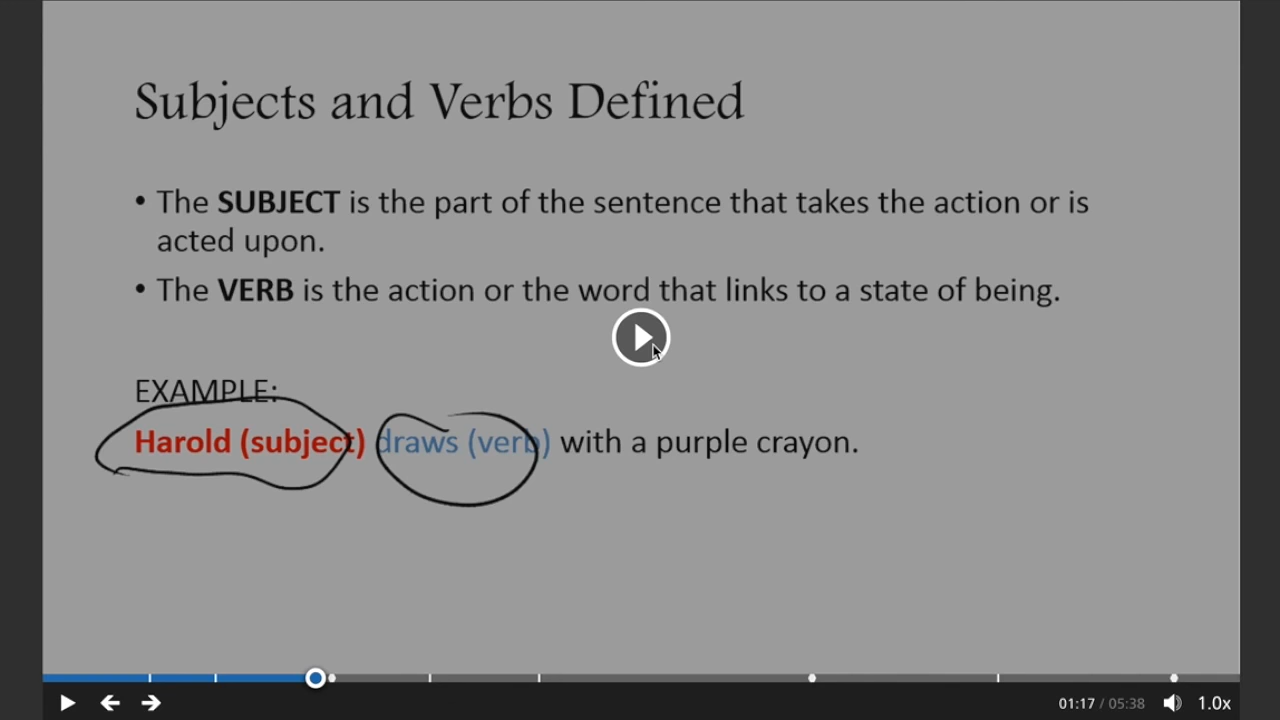 Subjects and Verbs Defined
• The SUBJECT is the part of the sentence that takes the action or is
acted upon.
• The VERB is the action or the word that links to a state of being.
EXAMPLE:
Harold (subject) draws (verb) with a purple crayon.
01:17 / 05:38 1.0x